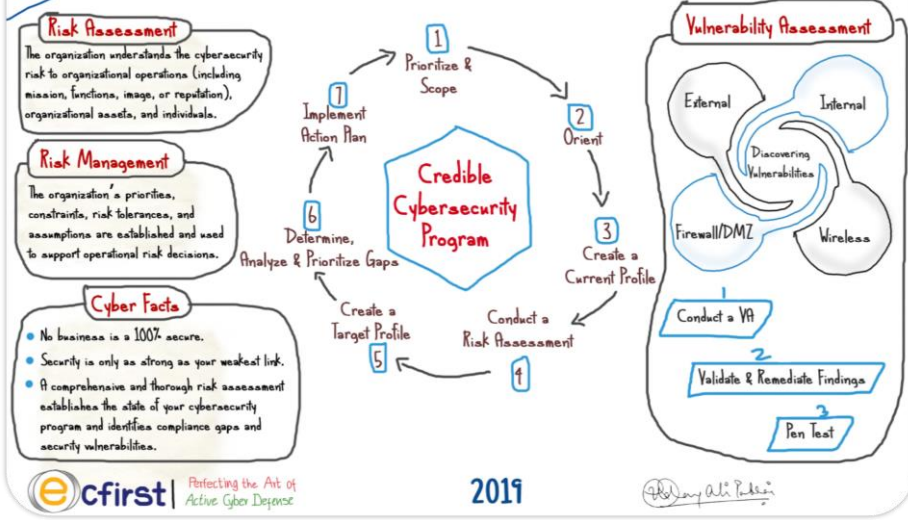 Risk Assessment
The organization understands the cybersecurity
risk to organizational operations (including
mission, functions, image, or reputation),
organizational assets, and individuals.
Risk Management
The organization's priorities,
constraints, risk tolerances, and
assumptions are established and used
to support operational risk decisions.
Cyber Facts
No business is a 100% secure.
Security is only as strong as your weakest link.
A comprehensive and thorough risk assessment
establishes the state of your cybersecurity
program and identifies compliance gaps and
security vulnerabilities.
1
Prioritize &
Scope
2
Orient
3
Create a
Current Profile
Conduct a
Risk Assessment
4
Create a
Target Profile
5
6
Determine,
Analyze & Prioritize Gaps
7
Implement
Action Plan
Credible
Cybersecurity
Program
Vulnerability Assessment
External
Internal
Discovering
Vulnerabilities
Firewall/DMZ
Wireless
1
Conduct a VA
2
Validate & Remediate Findings
3
Pen Test
ecfirst
Perfecting the Art of
Active Cyber Defense
2019